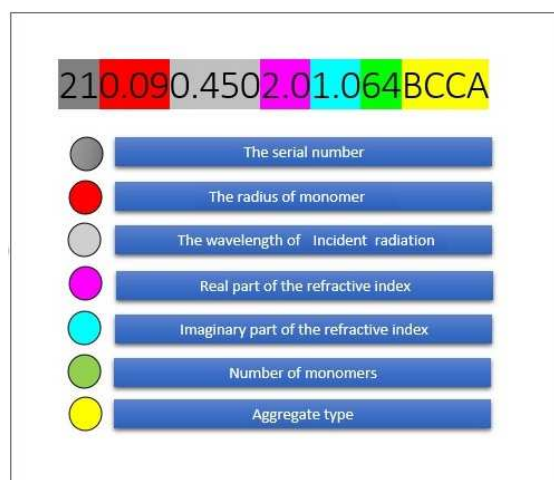 210.090.4502.01.064BCCA
The serial number
The radius of monomer
The wavelength of Incident radiation
Real part of the refractive index
Imaginary part of the refractive index
Number of monomers
Aggregate type